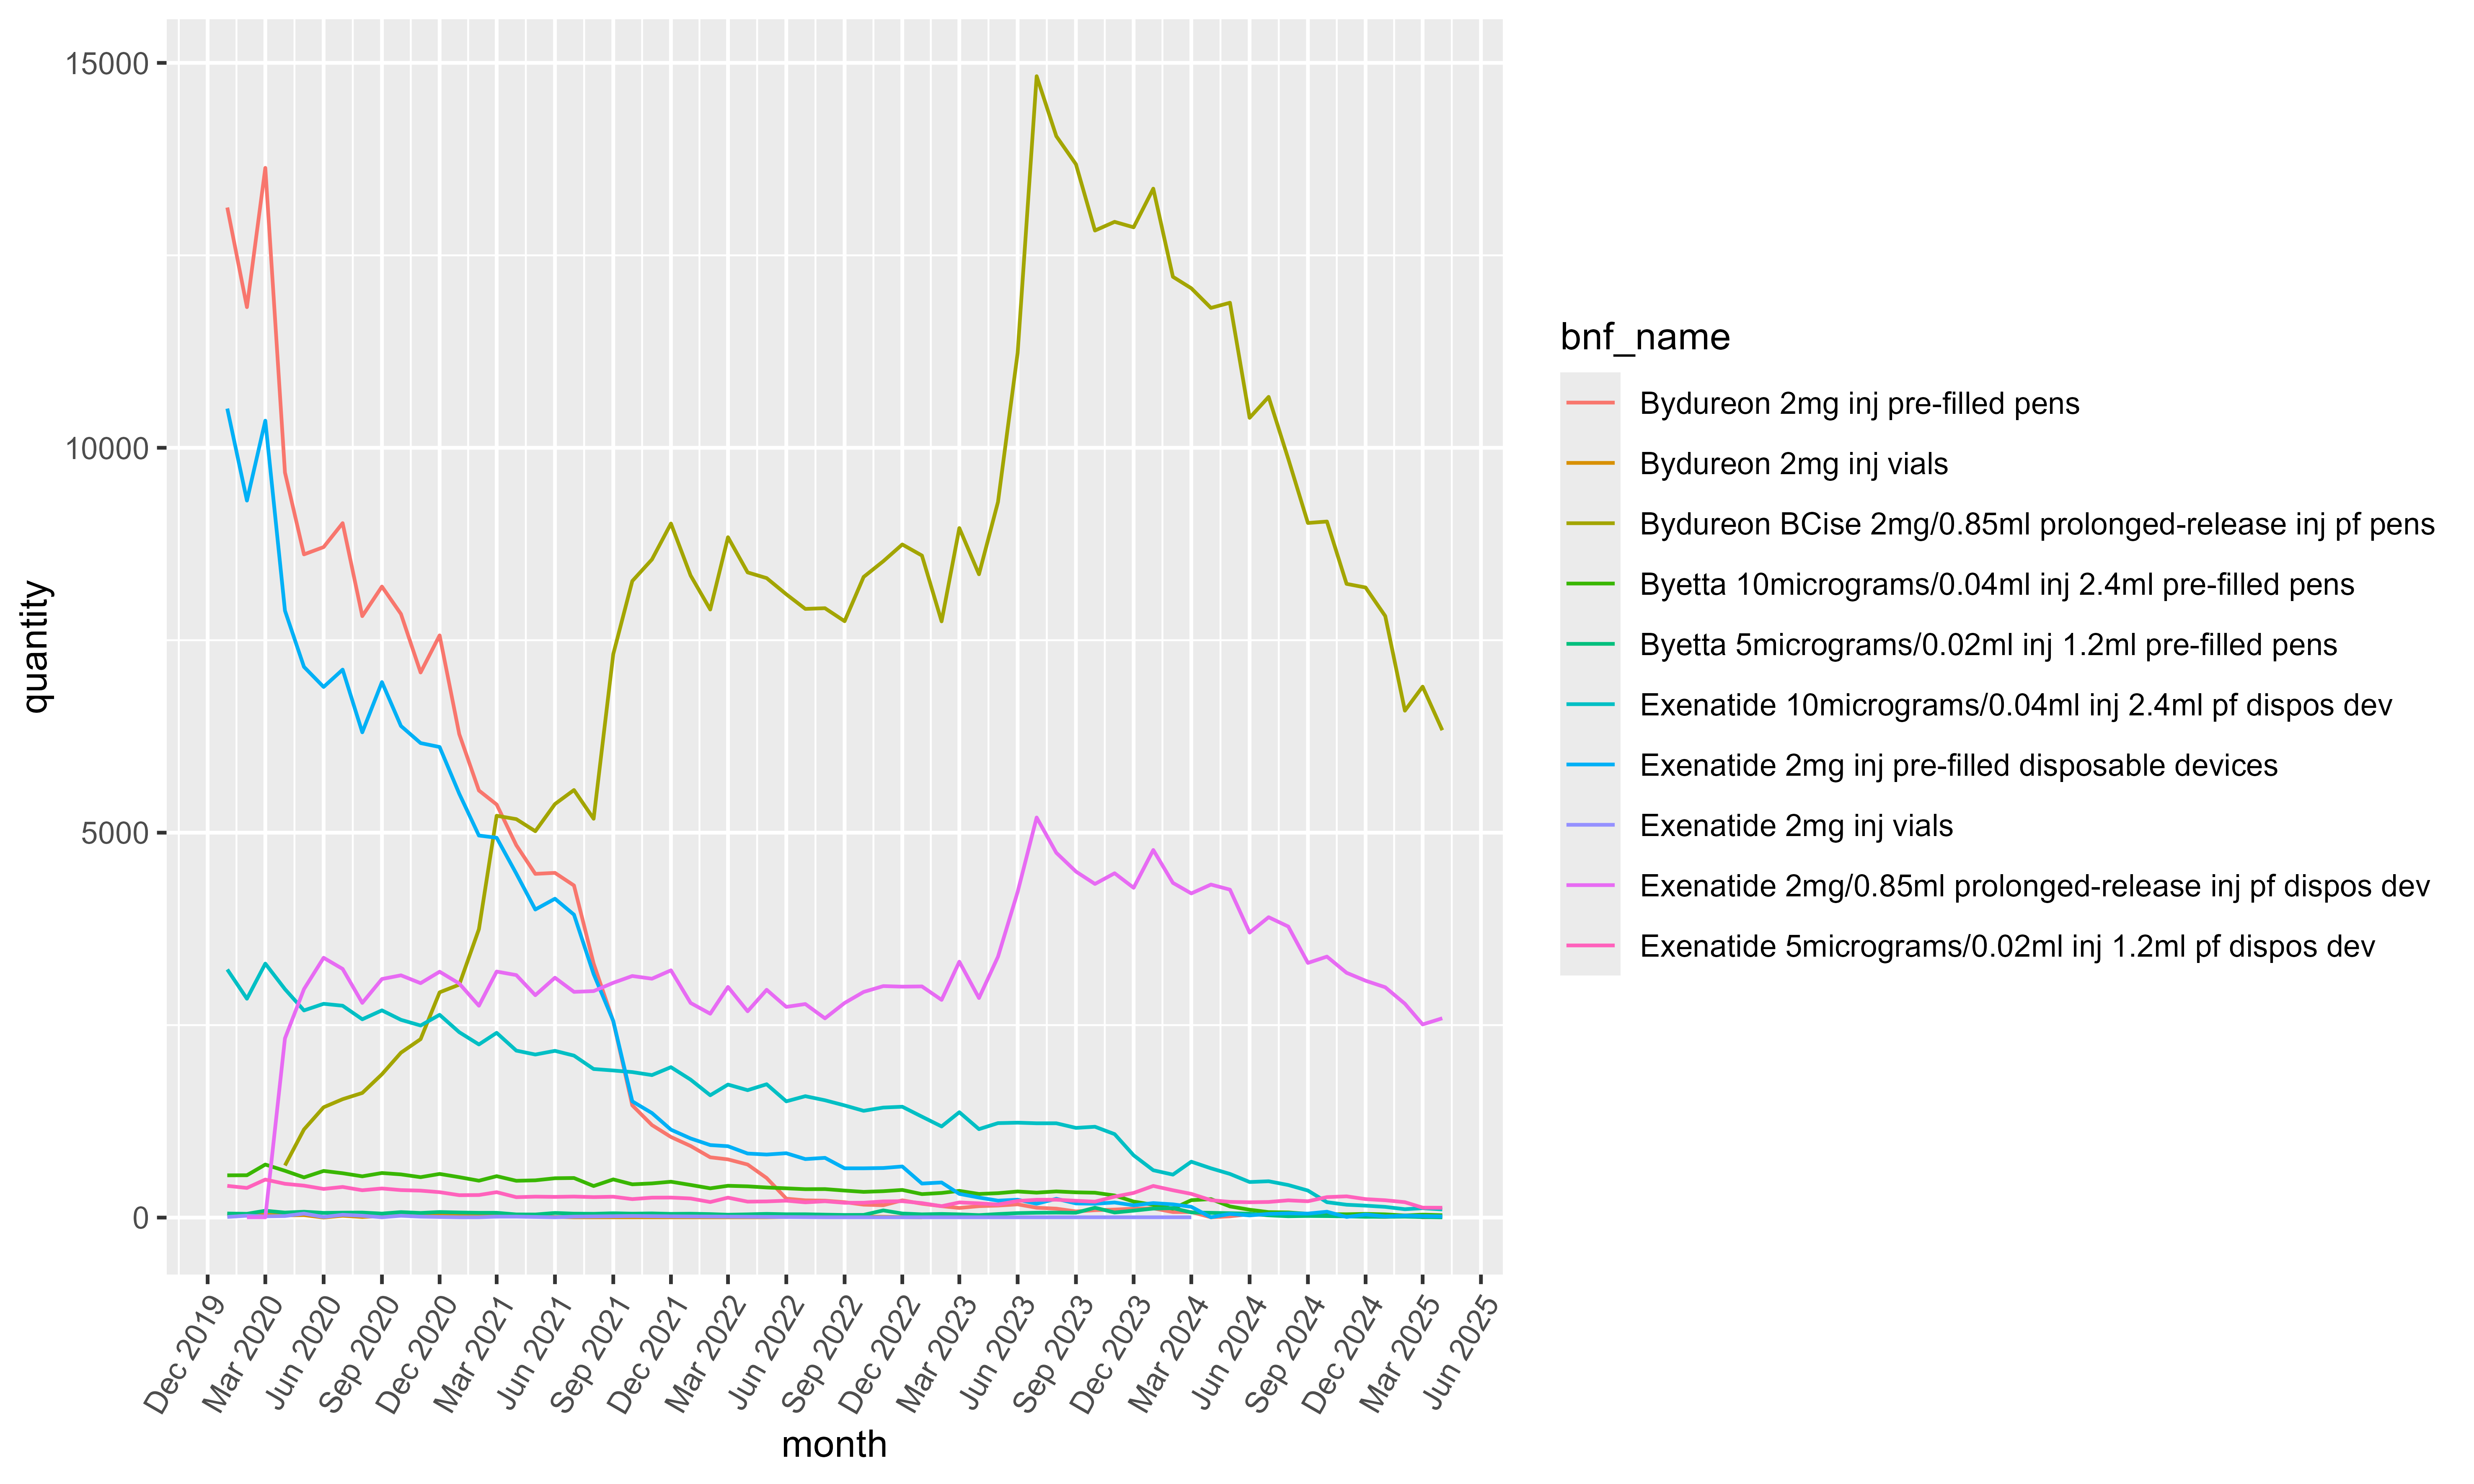 15000
10000
5000
0
quantity
Dec 2019
Mar 2020
Jun 2020
Sep 2020
Dec 2020
Mar 2021
Jun 2021
Sep 2021
Dec 2021
Mar 2022
Jun 2022
Sep 2022
Dec 2022
Mar 2023
Jun 2023
Sep 2023
Dec 2023
Mar 2024
Jun 2024
Sep 2024
Dec 2024
Mar 2025
Jun 2025
month
bnf_name
Bydureon 2mg inj pre-filled pens
Bydureon 2mg inj vials
Bydureon BCise 2mg/0.85ml prolonged-release inj pf pens
Byetta 10micrograms/0.04ml inj 2.4ml pre-filled pens
Byetta 5micrograms/0.02ml inj 1.2ml pre-filled pens
Exenatide 10micrograms/0.04ml inj 2.4ml pf dispos dev
Exenatide 2mg inj pre-filled disposable devices
Exenatide 2mg inj vials
Exenatide 2mg/0.85ml prolonged-release inj pf dispos dev
Exenatide 5micrograms/0.02ml inj 1.2ml pf dispos dev